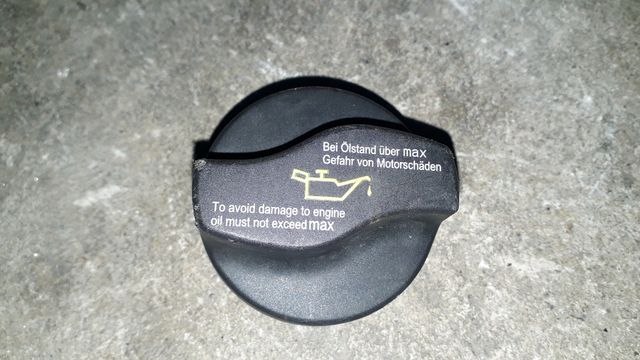 Bei Ölstand über max
Gefahr von Motorschäden
To avoid damage to engine
oil must not exceed max